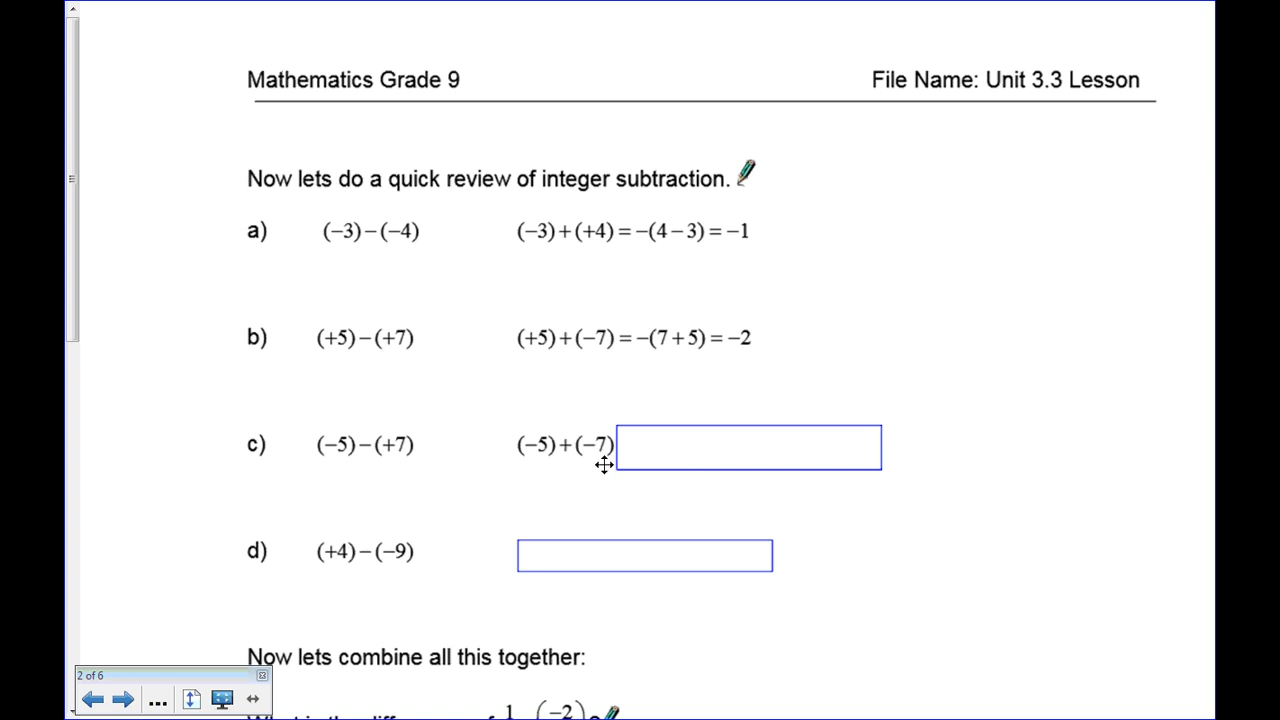 Mathematics Grade 9 File Name: Unit 3.3 Lesson
Now lets do a quick review of integer subtraction.
a) (−3)−(−4) (−3)+(+4)=−(4−3)=−1
b) (+5)−(+7) (+5)+(−7)=−(7+5)=−2
c) (−5)−(+7) (−5)+(−7)
d) (+4)−(−9)
Now lets combine all this together:
2 of 6